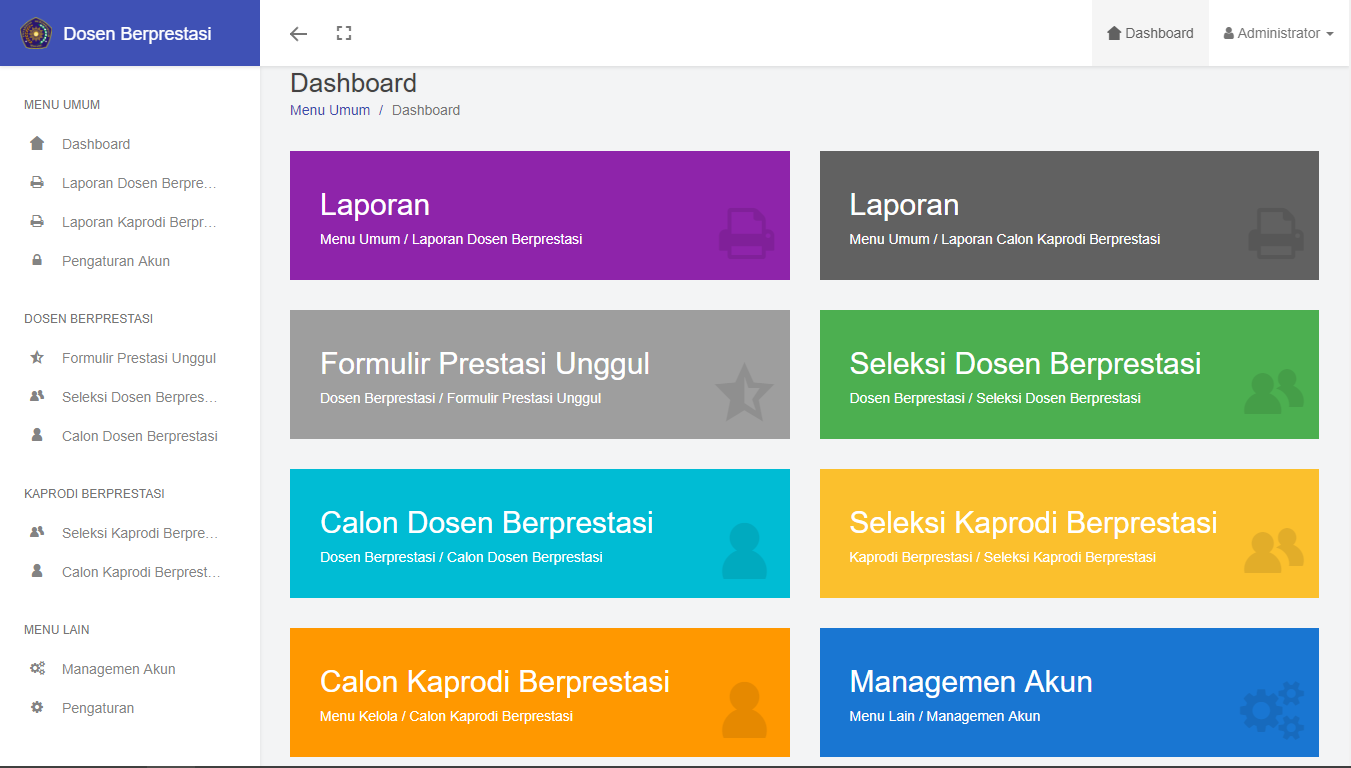 Dosen Berprestasi
Dashboard
Administrator
MENU UMUM
Dashboard
Laporan Dosen Berpre...
Laporan Kaprodi Berpr...
Pengaturan Akun
DOSEN BERPRESTASI
Formulir Prestasi Unggul
Seleksi Dosen Berpres...
Calon Dosen Berprestasi
KAPRODI BERPRESTASI
Seleksi Kaprodi Berpre...
Calon Kaprodi Berprest...
MENU LAIN
Managemen Akun
Pengaturan
Dashboard
Menu Umum / Dashboard
Laporan
Menu Umum / Laporan Dosen Berprestasi
Laporan
Menu Umum / Laporan Calon Kaprodi Berprestasi
Formulir Prestasi Unggul
Dosen Berprestasi / Formulir Prestasi Unggul
Seleksi Dosen Berprestasi
Dosen Berprestasi / Seleksi Dosen Berprestasi
Calon Dosen Berprestasi
Dosen Berprestasi / Calon Dosen Berprestasi
Seleksi Kaprodi Berprestasi
Kaprodi Berprestasi / Seleksi Kaprodi Berprestasi
Calon Kaprodi Berprestasi
Menu Kelola / Calon Kaprodi Berprestasi
Managemen Akun
Menu Lain / Managemen Akun